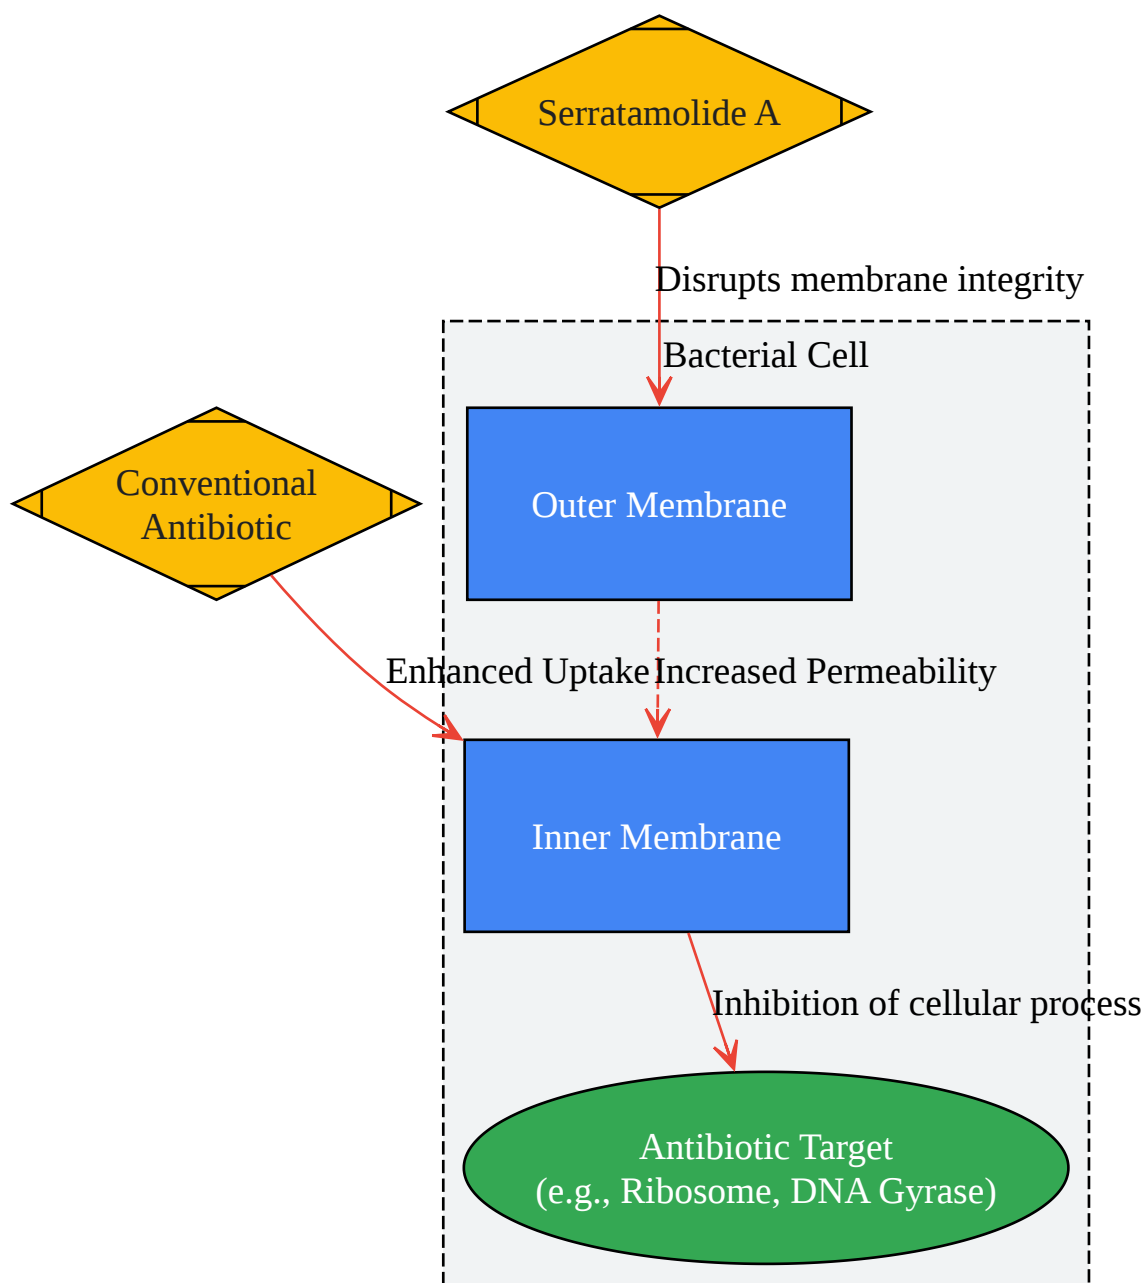 Serratamolide A
Disrupts membrane integrity
Bacterial Cell
Conventional
Antibiotic
Outer Membrane
Enhanced Uptake
Increased Permeability
Inner Membrane
Inhibition of cellular process
Antibiotic Target
(e.g., Ribosome, DNA Gyrase)